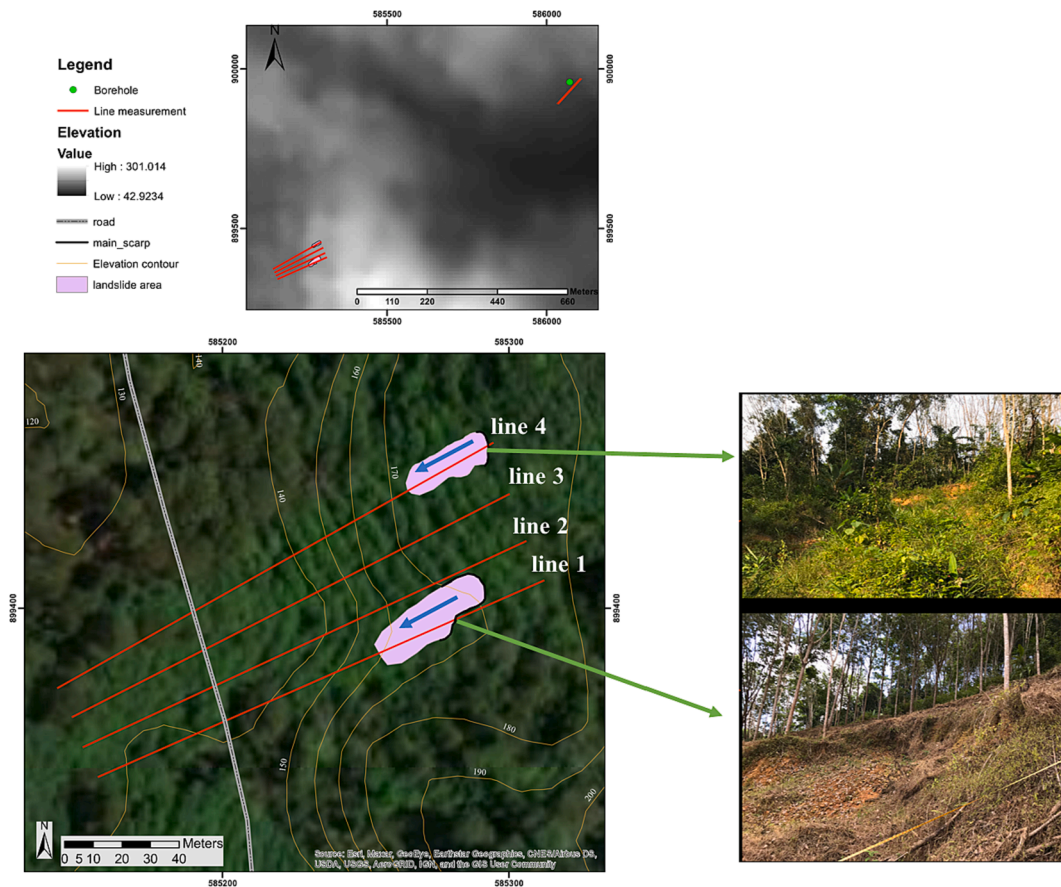 Legend
Borehole
Line measurement
Elevation
Value
High : 301.014
Low : 42.9234
road
main_scarp
Elevation contour
landslide area
585500 586000
N
900000 900000
899500 899500
Meters
0 110 220 440 660
585500 586000
585200 585300
140
130
160
120
170
line 4
line 3
140
line 2
line 1
899400 899400
180
150
190
200
N
Meters
0 5 10 20 30 40
Source: Esri, Maxar, GeoEye, Earthstar Geographics, CNES/Airbus DS,
USDA, USGS, AeroGRID, IGN, and the GIS User Community
585200 585300